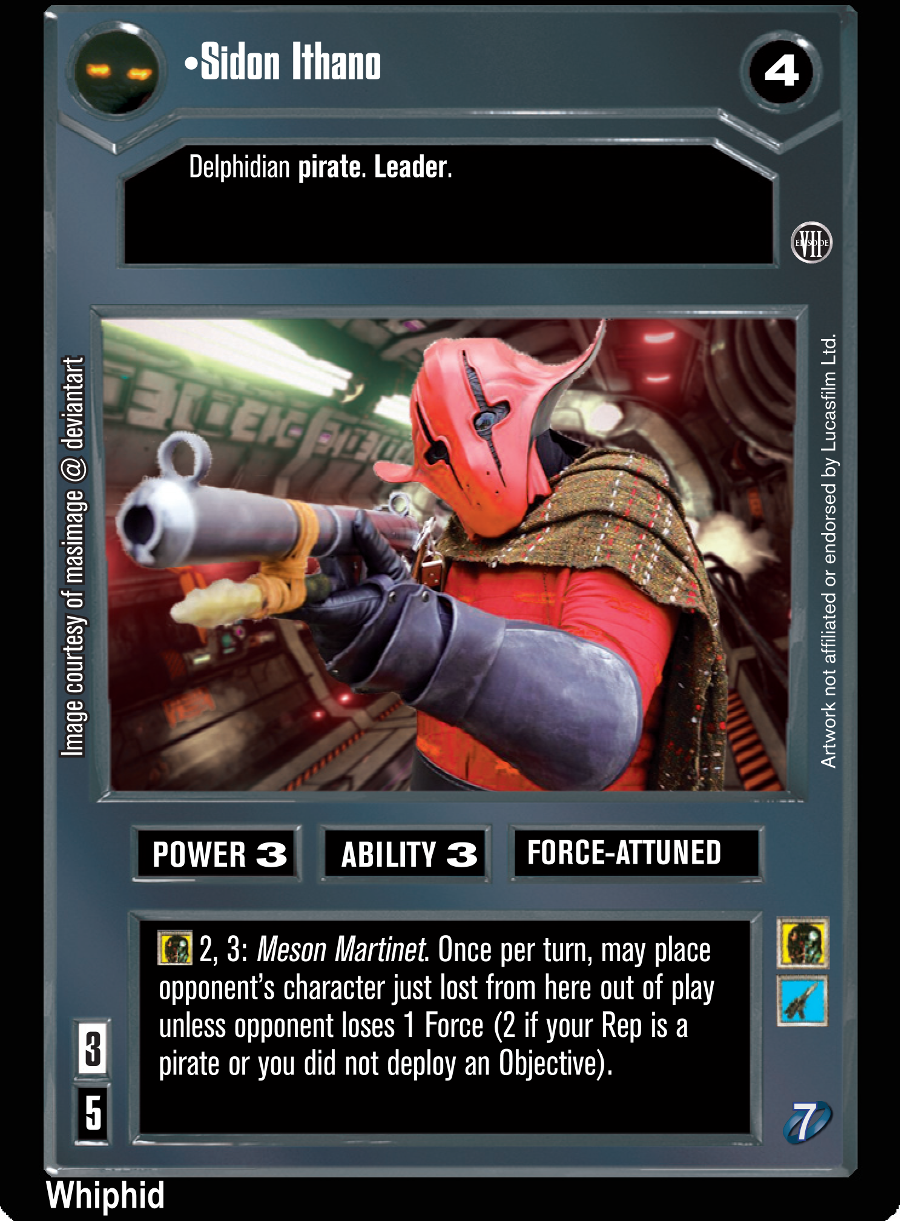 •Sidon Ithano
4
Delphidian pirate. Leader.
EPISODE
VII
Image courtesy of masimage @ deviantart
Artwork not affiliated or endorsed by Lucasfilm Ltd.
POWER 3
ABILITY 3
FORCE-ATTUNED
2, 3: Meson Martinet. Once per turn, may place
opponent’s character just lost from here out of play
unless opponent loses 1 Force (2 if your Rep is a
pirate or you did not deploy an Objective).
3
5
7
Whiphid